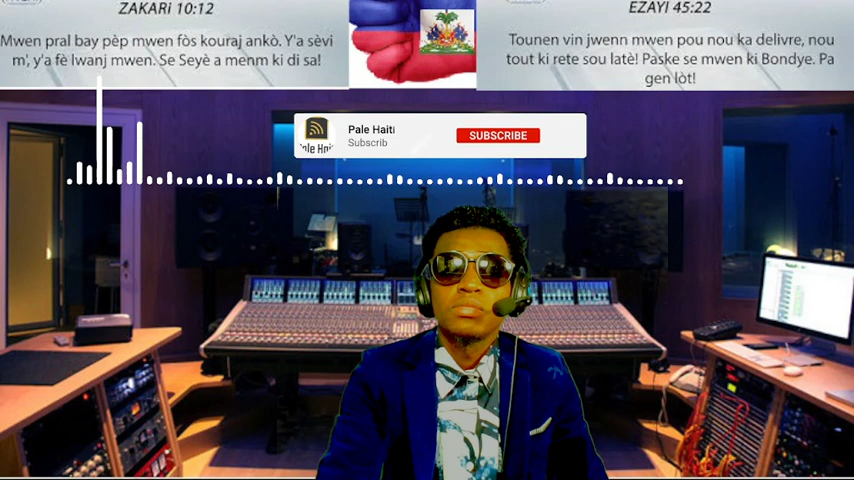 ZAKARi 10:12
Mwen pral bay pèp mwen fòs kouraj ankò. Y'a sèvi
m', y'a fè lwanj mwen. Se Seyè a menm ki di sa!
EZAYI 45:22
Tounen vin jwenn mwen pou nou ka delivre, nou
tout ki rete sou latè! Paske se mwen ki Bondye. Pa
gen lòt!
Pale Haiti
Subscrib
SUBSCRIBE